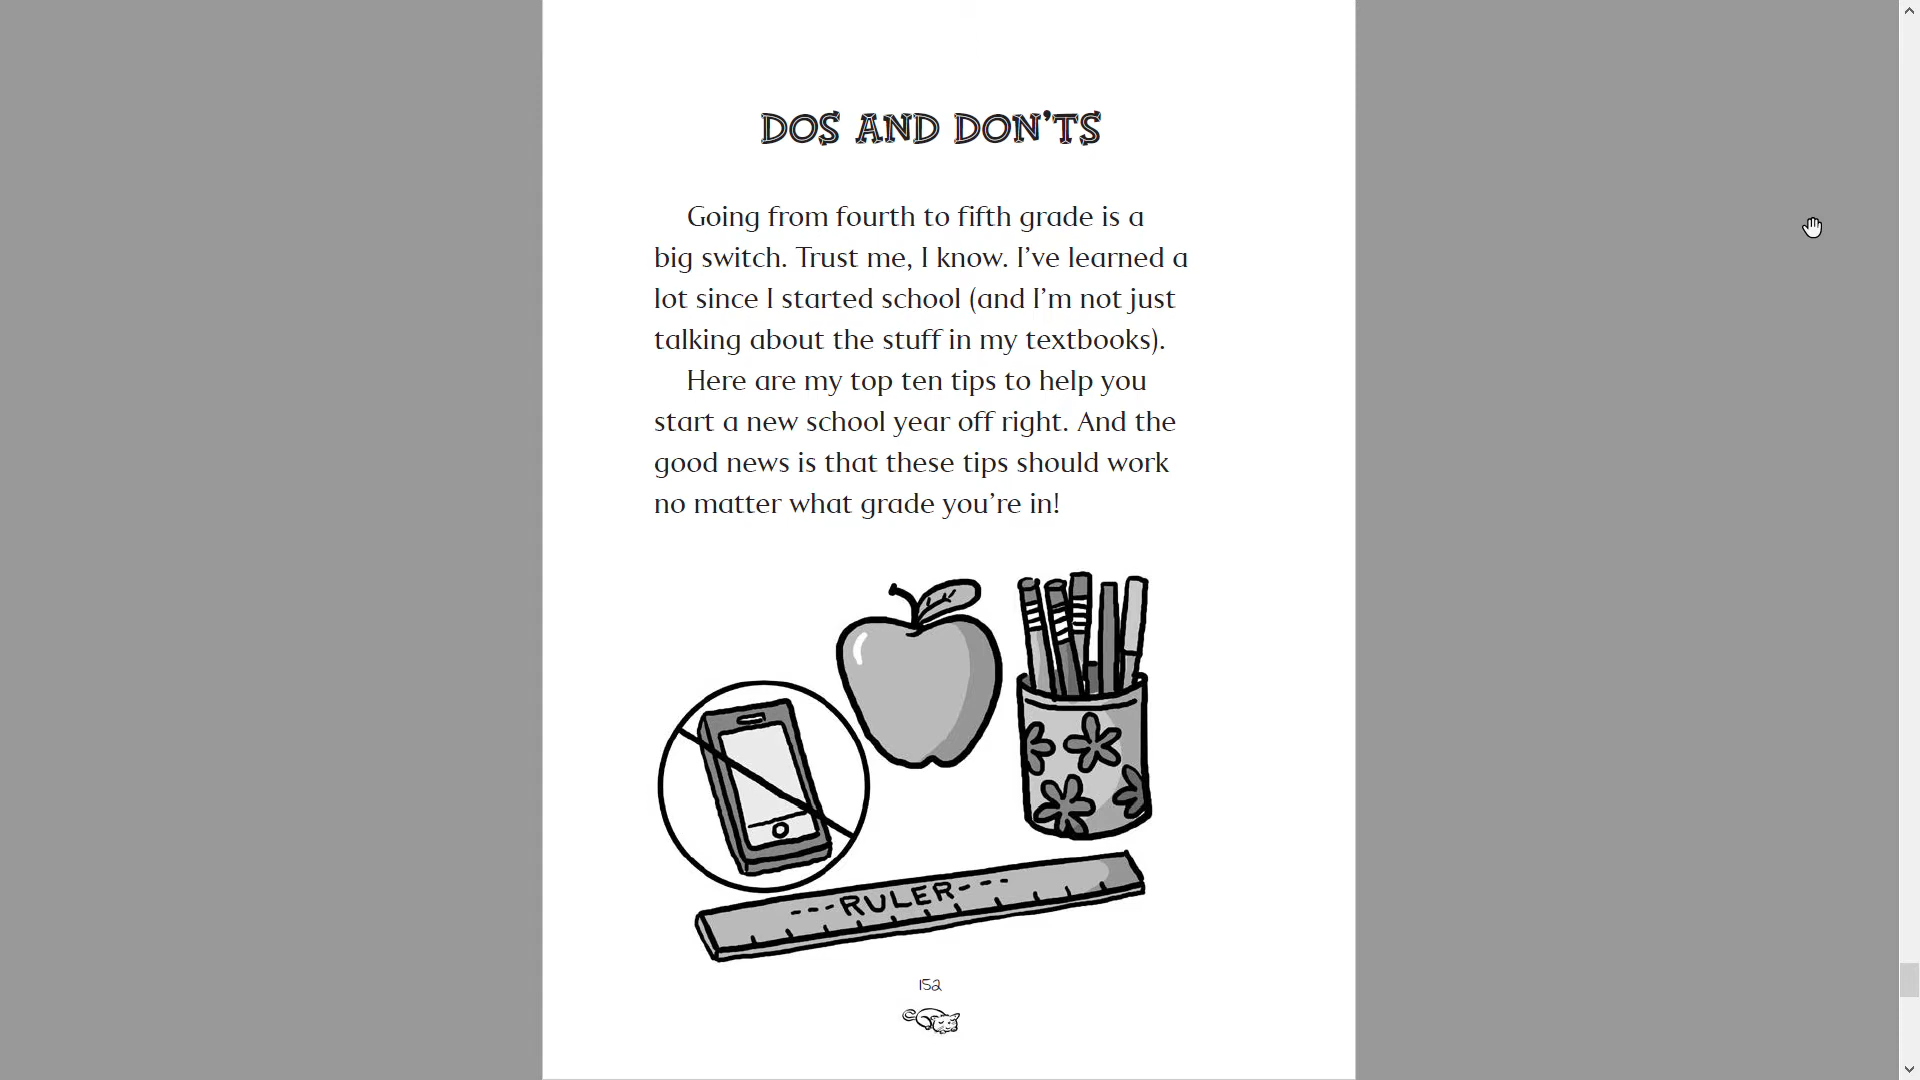 DOS AND DON'TS
Going from fourth to fifth grade is a
big switch. Trust me, I know. I've learned a
lot since I started school (and I'm not just
talking about the stuff in my textbooks).
Here are my top ten tips to help you
start a new school year off right. And the
good news is that these tips should work
no matter what grade you're in!
---RULER----
152